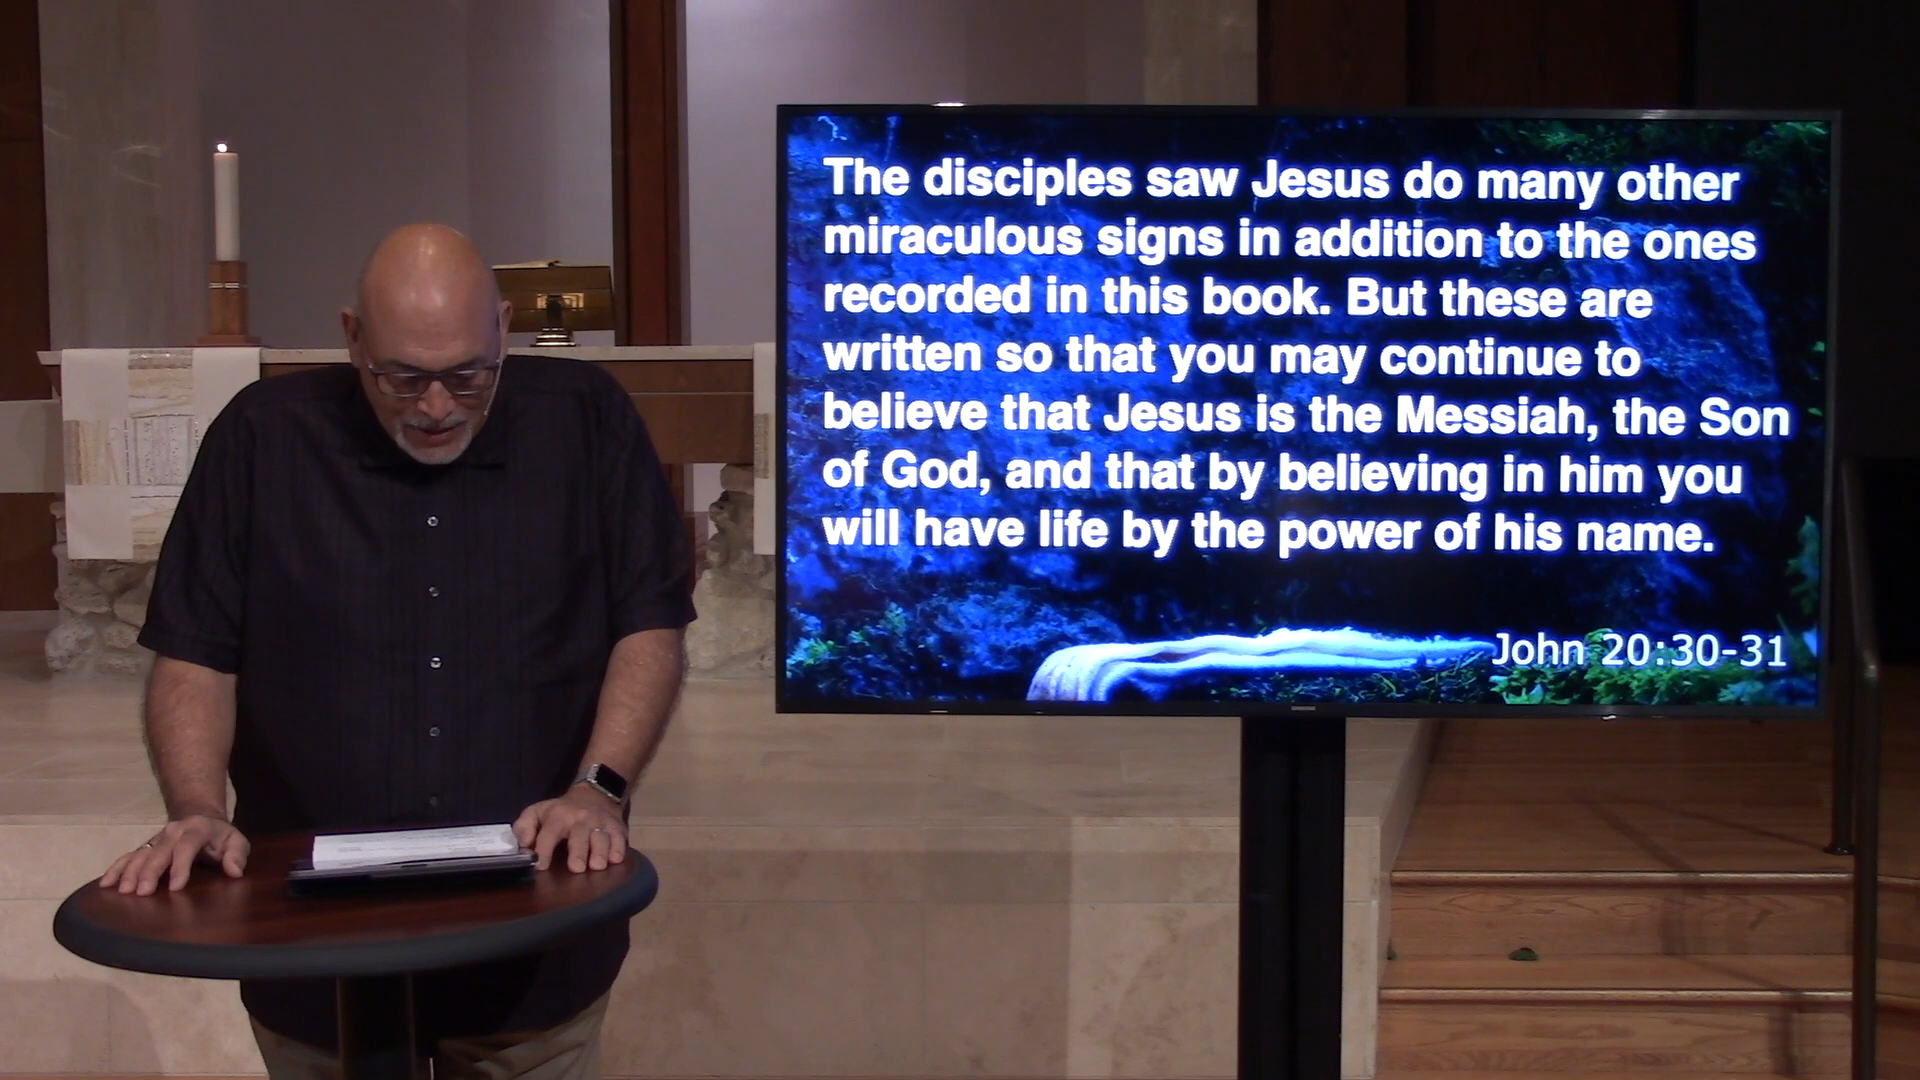 The disciples saw Jesus do many other
miraculous signs in addition to the ones
recorded in this book. But these are
written so that you may continue to
believe that Jesus is the Messiah, the Son
of God, and that by believing in him you
will have life by the power of his name.
John 20:30-31